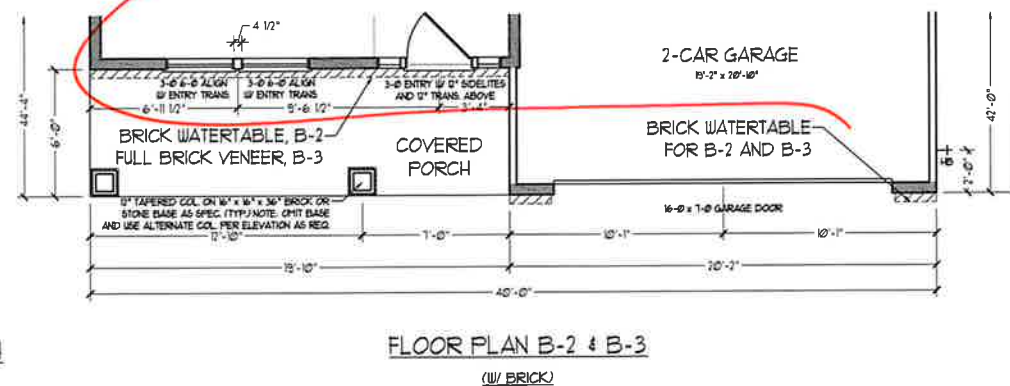 4 1/2"
2-CAR GARAGE
19'-2" x 20'-10"
3-0 6-0 ALIGN
W/ ENTRY TRANS
3-0 6-0 ALIGN
W/ ENTRY TRANS
3-0 ENTRY W/ 12" SIDELITES
AND 12" TRANS. ABOVE
44'-4"
6'-0"
6'-11 1/2"
9'-6 1/2"
3'-4"
42'-0"
BRICK WATERTABLE, B-2
FULL BRICK VENEER, B-3
COVERED
PORCH
BRICK WATERTABLE
FOR B-2 AND B-3
2'-0"
12" TAPERED COL. ON 16" x 16" x 36" BRICK OR
STONE BASE AS SPEC. (TYP.) NOTE: OMIT BASE
AND USE ALTERNATE COL. PER ELEVATION AS REQ.
16-0 x 7-0 GARAGE DOOR
12'-10"
7'-0"
10'-1"
10'-1"
19'-10"
20'-2"
40'-0"
FLOOR PLAN B-2 & B-3
(W/ BRICK)